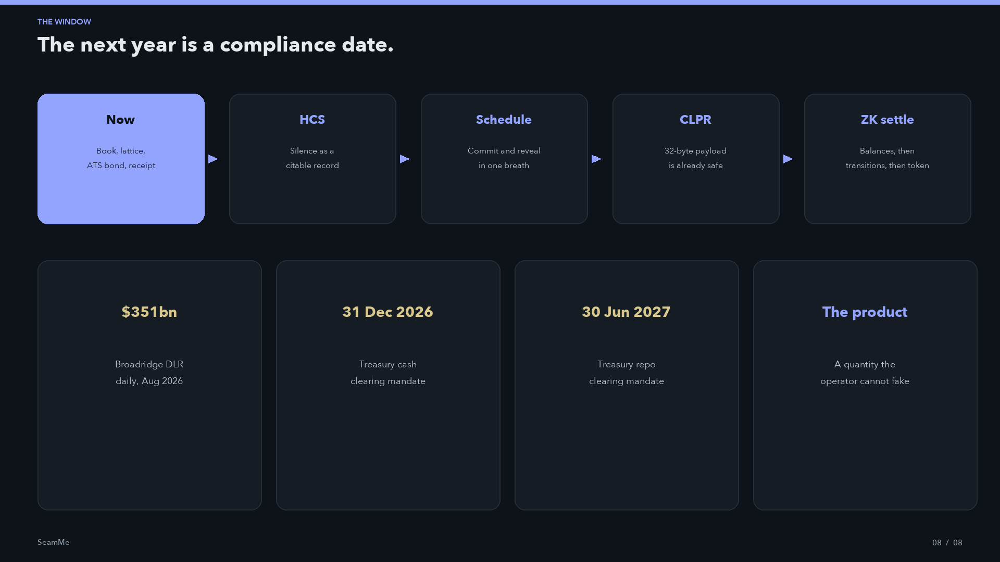 THE WINDOW
The next year is a compliance date.
Now
Book, lattice,
ATS bond, receipt
HCS
Silence as a
citable record
Schedule
Commit and reveal
in one breath
CLPR
32-byte payload
is already safe
ZK settle
Balances, then
transitions, then token
$351bn
Broadridge DLR
daily, Aug 2026
31 Dec 2026
Treasury cash
clearing mandate
30 Jun 2027
Treasury repo
clearing mandate
The product
A quantity the
operator cannot fake
SeamMe
08 / 08